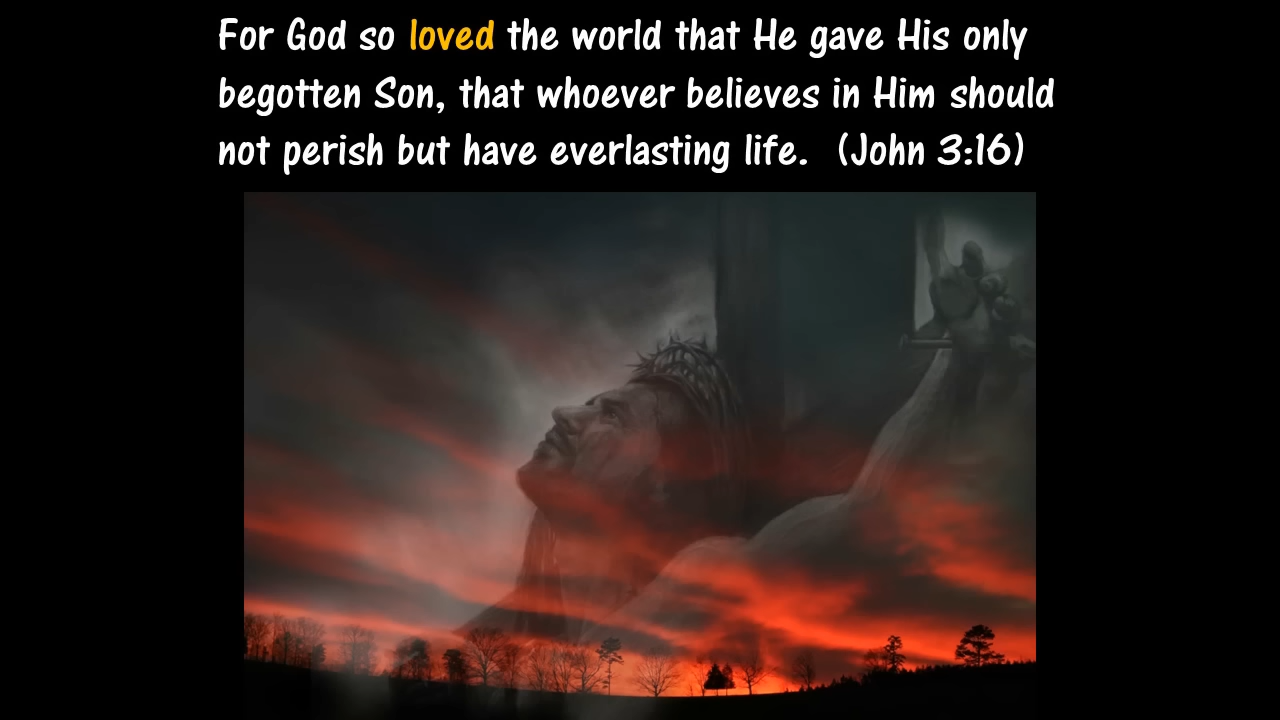 For God so loved the world that He gave His only
begotten Son, that whoever believes in Him should
not perish but have everlasting life. (John 3:16)